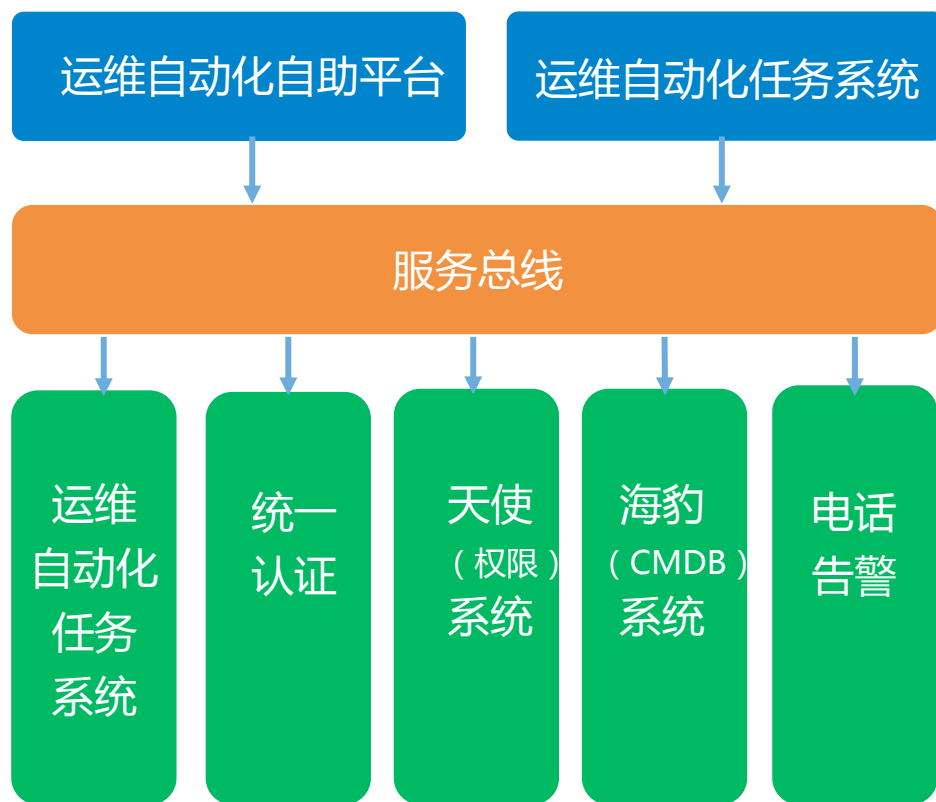 运维自动化自助平台
运维自动化任务系统
服务总线
运维
自动化
任务
系统
统一
认证
天使
（权限）
系统
海豹
（CMDB）
系统
电话
告警